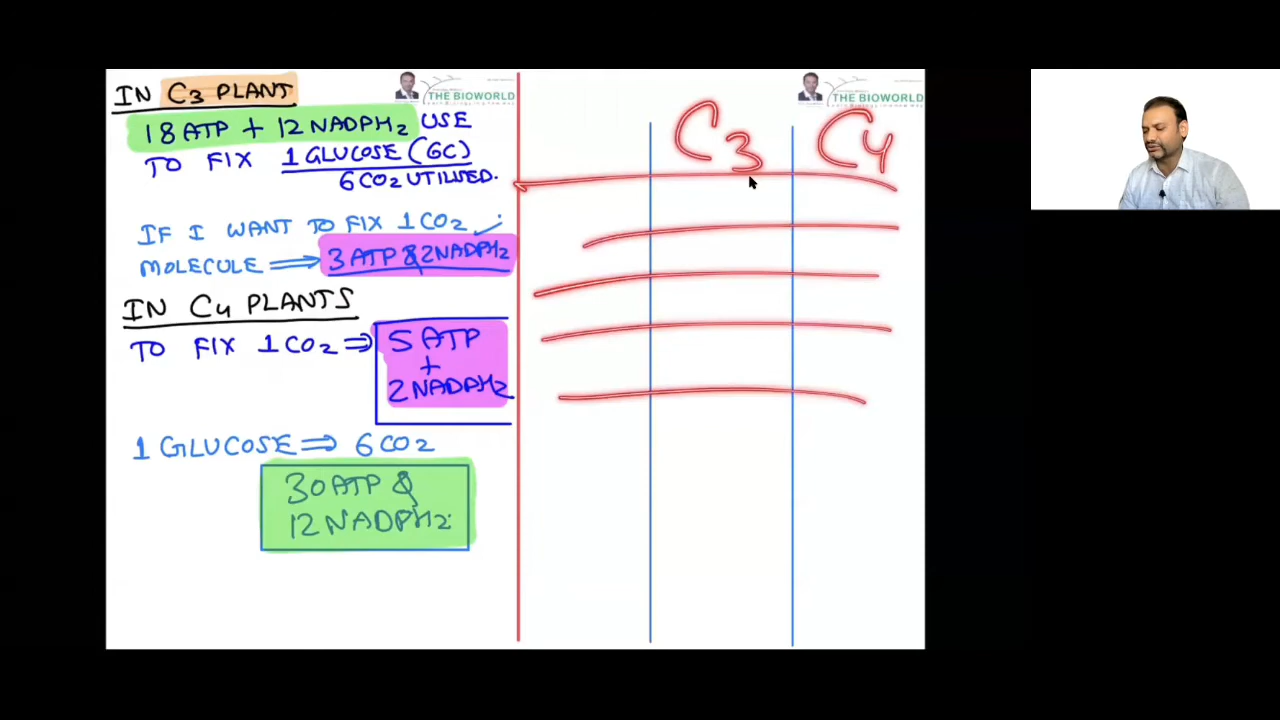 IN C3 PLANT
18 ATP + 12 NADPH2 USE
TO FIX 1 GLUCOSE (GC)
6 CO2 UTILISED.
IF I WANT TO FIX 1 CO2
MOLECULE ⟹ 3 ATP & 2 NADPH2
IN C4 PLANTS
TO FIX 1 CO2 ⟹ 5 ATP
+
2 NADPH2
1 GLUCOSE ⟹ 6 CO2
30 ATP &
12 NADPH2
THE BIOWORLD
THE BIOWORLD
C3 C4